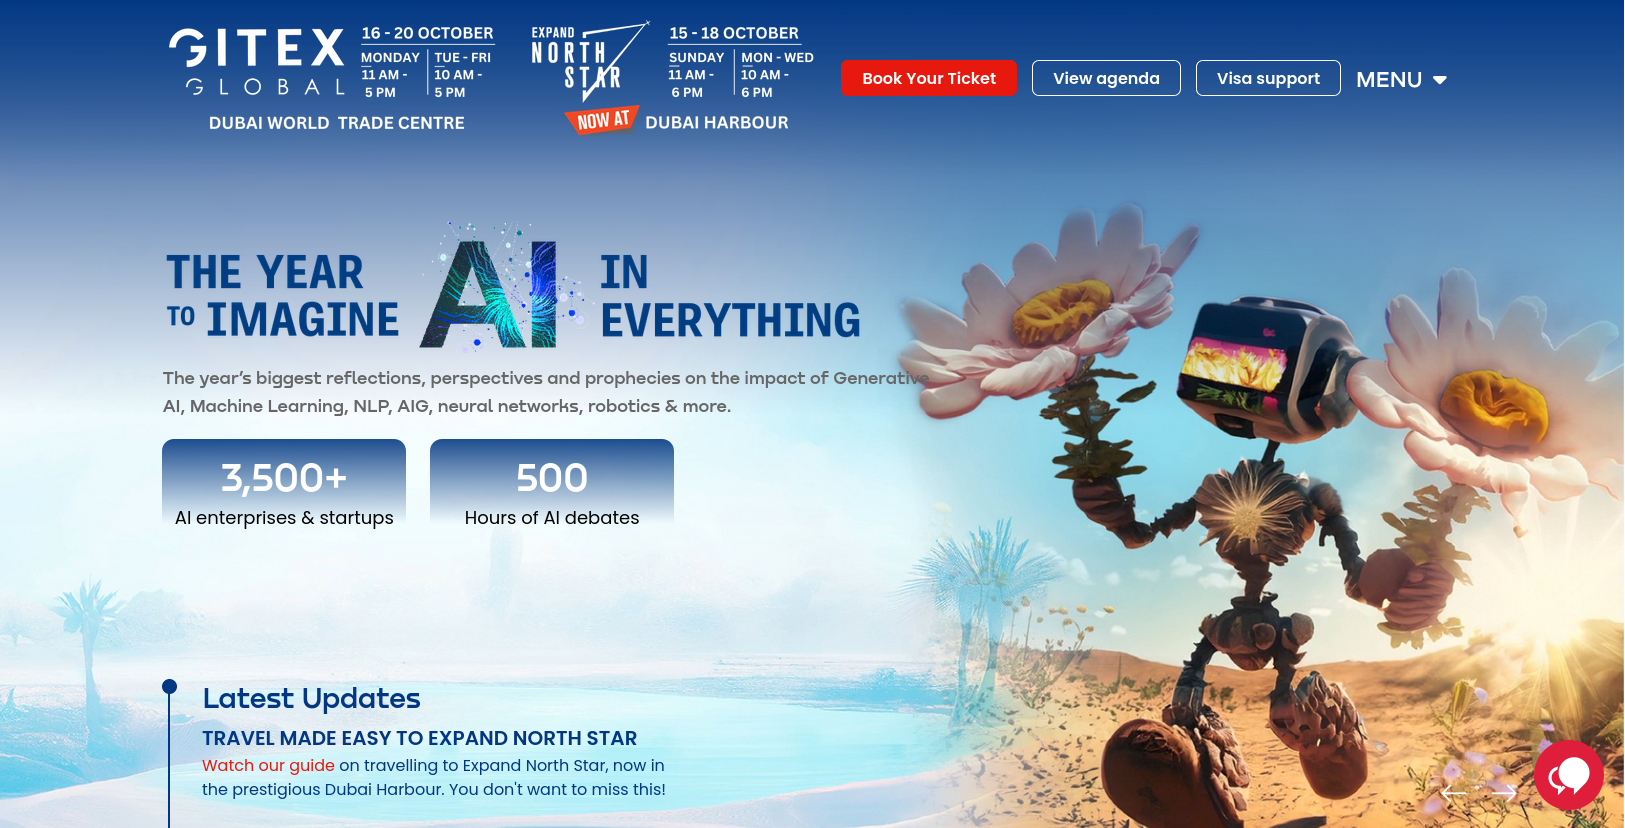 GITEX
GLOBAL
16 - 20 OCTOBER
MONDAY
11 AM -
5 PM
TUE - FRI
10 AM -
5 PM
DUBAI WORLD TRADE CENTRE
EXPAND
NORTH
STAR
15 - 18 OCTOBER
SUNDAY
11 AM -
6 PM
MON - WED
10 AM -
6 PM
NOW AT
DUBAI HARBOUR
Book Your Ticket
View agenda
Visa support
MENU
THE YEAR
TO IMAGINE
AI
IN
EVERYTHING
The year’s biggest reflections, perspectives and prophecies on the impact of Generative
AI, Machine Learning, NLP, AIG, neural networks, robotics & more.
3,500+
AI enterprises & startups
500
Hours of AI debates
Latest Updates
TRAVEL MADE EASY TO EXPAND NORTH STAR
Watch our guide on travelling to Expand North Star, now in
the prestigious Dubai Harbour. You don't want to miss this!